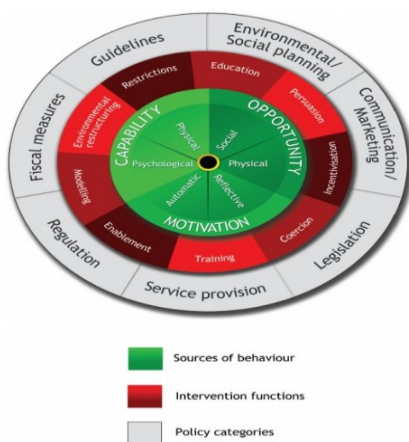 Guidelines
Environmental/
Social planning
Communication/
Marketing
Legislation
Service provision
Regulation
Fiscal measures
Restrictions
Education
Persuasion
Incentivisation
Coercion
Training
Enablement
Modelling
Environmental
restructuring
CAPABILITY
OPPORTUNITY
MOTIVATION
Physical
Social
Psychological
Physical
Automatic
Reflective
Sources of behaviour
Intervention functions
Policy categories